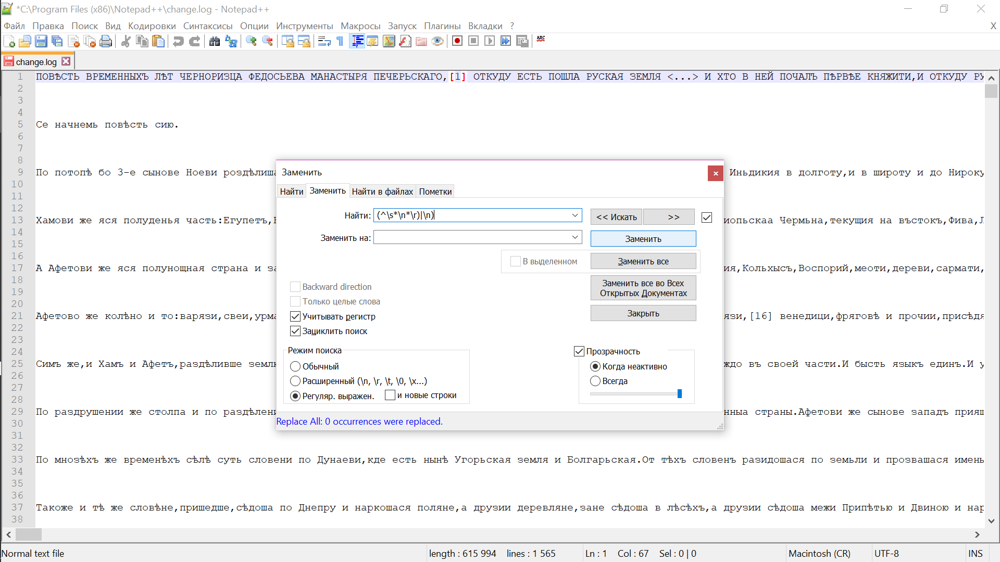 *C:\Program Files (x86)\Notepad++\change.log - Notepad++
Файл Правка Поиск Вид Кодировки Синтаксисы Опции Инструменты Макросы Запуск Плагины Вкладки ? X
ABC
change.log
1 ПОВѢСТЬ ВРЕМЕННЫХЪ ЛѢТ ЧЕРНОРИЗЦА ФЕДОСЬЕВА МАНАСТЫРЯ ПЕЧЕРЬСКАГО,[1] ОТКУДУ ЕСТЬ ПОШЛА РУСКАЯ ЗЕМЛЯ <...> И ХТО В НЕЙ ПОЧАЛЪ ПѢРВѢЕ КНЯЖИТИ,И ОТКУДУ РУ
2
3
4
5 Се начнемь повѣсть сию.
6
7
8
9 По потопѣ бо 3-е сынове Ноеви роздѣлиша Иньдикия в долготу,и в широту и до Нироку
10
11
12
13 Хамови же яся полуденья часть:Египетъ, иопьскаа Чермьна,текущия на въстокъ,Фива,Л
14
15
16
17 А Афетови же яся полунощная страна и за ия,Кольхысъ,Воспорий,меоти,дереви,сармати,
18
19
20
21 Афетово же колѣно и то:варязи,свеи,урма язи,[16] венедици,фряговѣ и прочии,присѣдя
22
23
24
25 Симъ же,и Хамъ и Афетъ,раздѣливше землю ждо въ своей части.И бысть языкъ единъ.И у
26
27
28
29 По раздрушении же столпа и по раздѣлени нныа страны.Афетови же сынове западъ прияш
30
31
32
33 По мнозѣхъ же временѣхъ сѣлѣ суть словени по Дунаеви,кде есть нынѣ Угорьская земля и Болгарьская.От тѣхъ словенъ разидошася по земьли и прозвашася имень
34
35
36
37 Такоже и тѣ же словѣне,пришедше,сѣдоша по Днепру и наркошася поляне,а друзии деревляне,зане сѣдоша в лѣсѣхъ,а друзии сѣдоша межи Припѣтью и Двиною и нар
38
Заменить
Найти Заменить Найти в файлах Пометки
Найти: (^\s*\n*\r)|\n) << Искать >>
Заменить на: Заменить
В выделенном Заменить все
Заменить все во Всех
Открытых Документах
Закрыть
Backward direction
Только целые слова
Учитывать регистр
Зациклить поиск
Режим поиска
Обычный
Расширенный (\n, \r, \t, \0, \x...)
Регуляр. выражен. и новые строки
Прозрачность
Когда неактивно
Всегда
Replace All: 0 occurrences were replaced.
Normal text file length : 615 994 lines : 1 565 Ln : 1 Col : 67 Sel : 0 | 0 Macintosh (CR) UTF-8 INS